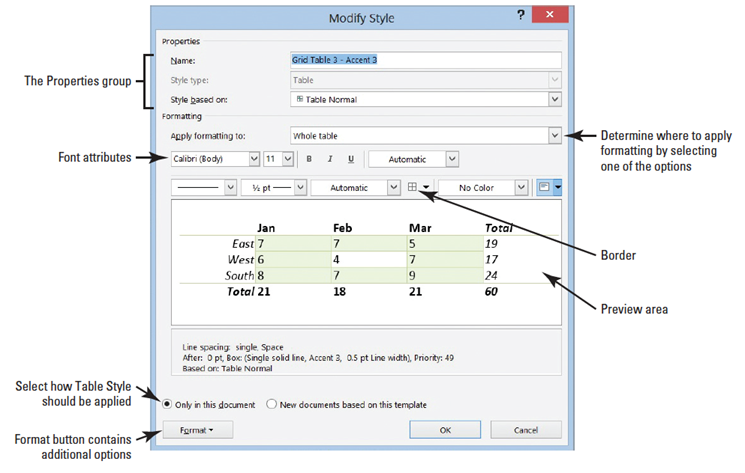 Modify Style
? ×
Properties
Name: Grid Table 3 - Accent 3
Style type: Table
Style based on: Table Normal
Formatting
Apply formatting to: Whole table
Calibri (Body) 11 B I U Automatic
½ pt Automatic No Color
Jan Feb Mar Total
East 7 7 5 19
West 6 4 7 17
South 8 7 9 24
Total 21 18 21 60
Line spacing: single, Space
After: 0 pt, Box: (Single solid line, Accent 3, 0.5 pt Line width), Priority: 49
Based on: Table Normal
Only in this document New documents based on this template
Format OK Cancel
The Properties group
Font attributes
Select how Table Style
should be applied
Format button contains
additional options
Determine where to apply
formatting by selecting
one of the options
Border
Preview area